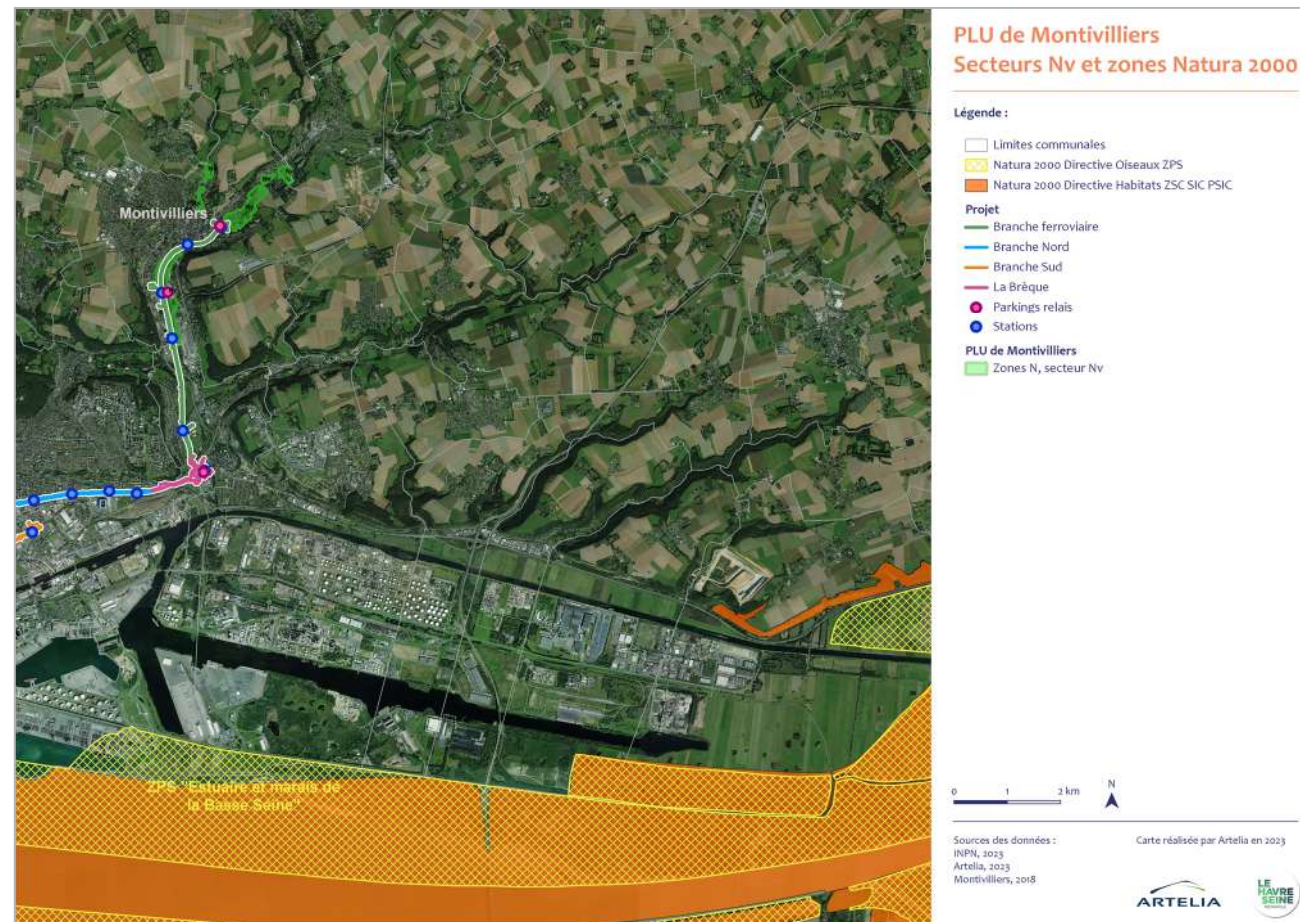 PLU de Montivilliers
Secteurs Nv et zones Natura 2000
Légende :
Limites communales
Natura 2000 Directive Oiseaux ZPS
Natura 2000 Directive Habitats ZSC SIC PSIC
Projet
Branche ferroviaire
Branche Nord
Branche Sud
La Brèque
Parkings relais
Stations
PLU de Montivilliers
Zones N, secteur Nv
Montivilliers
ZPS "Estuaire et marais de
la Basse Seine"
0 1 2 km
N
Sources des données :
INPN, 2023
Artelia, 2023
Montivilliers, 2018
Carte réalisée par Artelia en 2023
ARTELIA
LE
HAVRE
SEINE